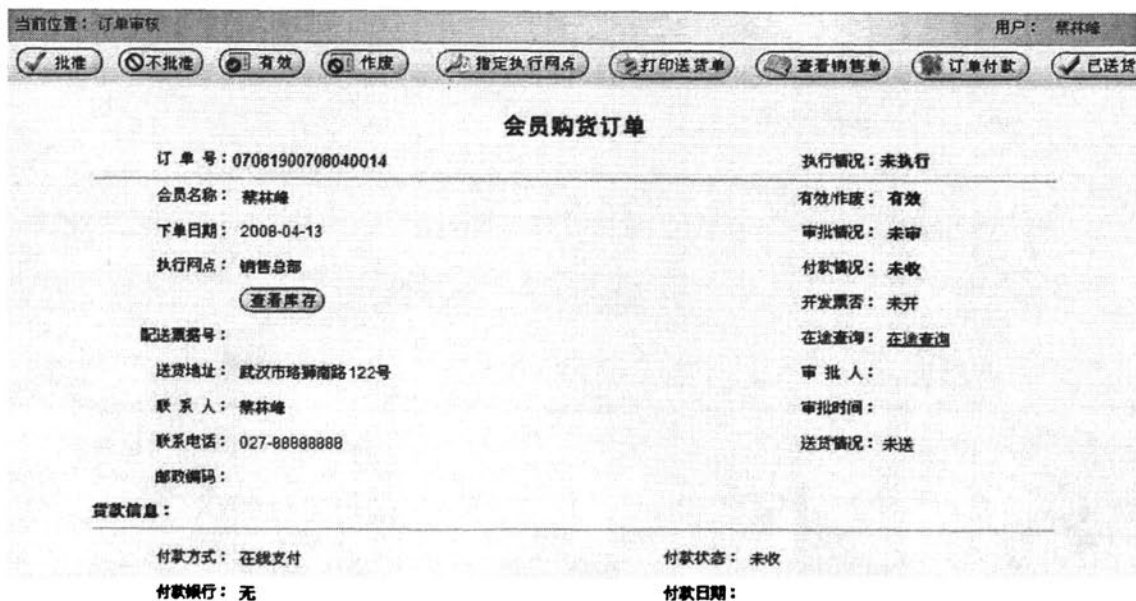 当前位置：订单审核 用户：蔡林峰
批准 不批准 有效 作废 指定执行网点 打印送货单 查看销售单 订单付款 已送货
会员购货订单
订 单 号：07081900708040014 执行情况：未执行
会员名称：蔡林峰 有效/作废：有效
下单日期：2008-04-13 审批情况：未审
执行网点：销售总部 付款情况：未收
查看库存 开发票否：未开
配送票据号： 在途查询：在途查询
送货地址：武汉市珞狮南路122号 审 批 人：
联 系 人：蔡林峰 审批时间：
联系电话：027-88888888 送货情况：未送
邮政编码：
货款信息：
付款方式：在线支付 付款状态：未收
付款银行：无 付款日期：